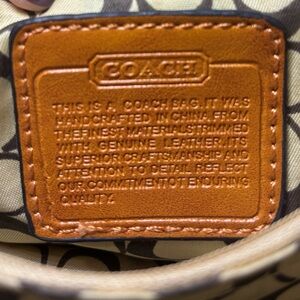 COACH
THIS IS A COACH BAG. IT WAS
HANDCRAFTED IN CHINA FROM
THE FINEST MATERIALS TRIMMED
WITH GENUINE LEATHER. ITS
SUPERIOR CRAFTSMANSHIP AND
ATTENTION TO DETAIL REFLECT
OUR COMMITMENT TO ENDURING
QUALITY.